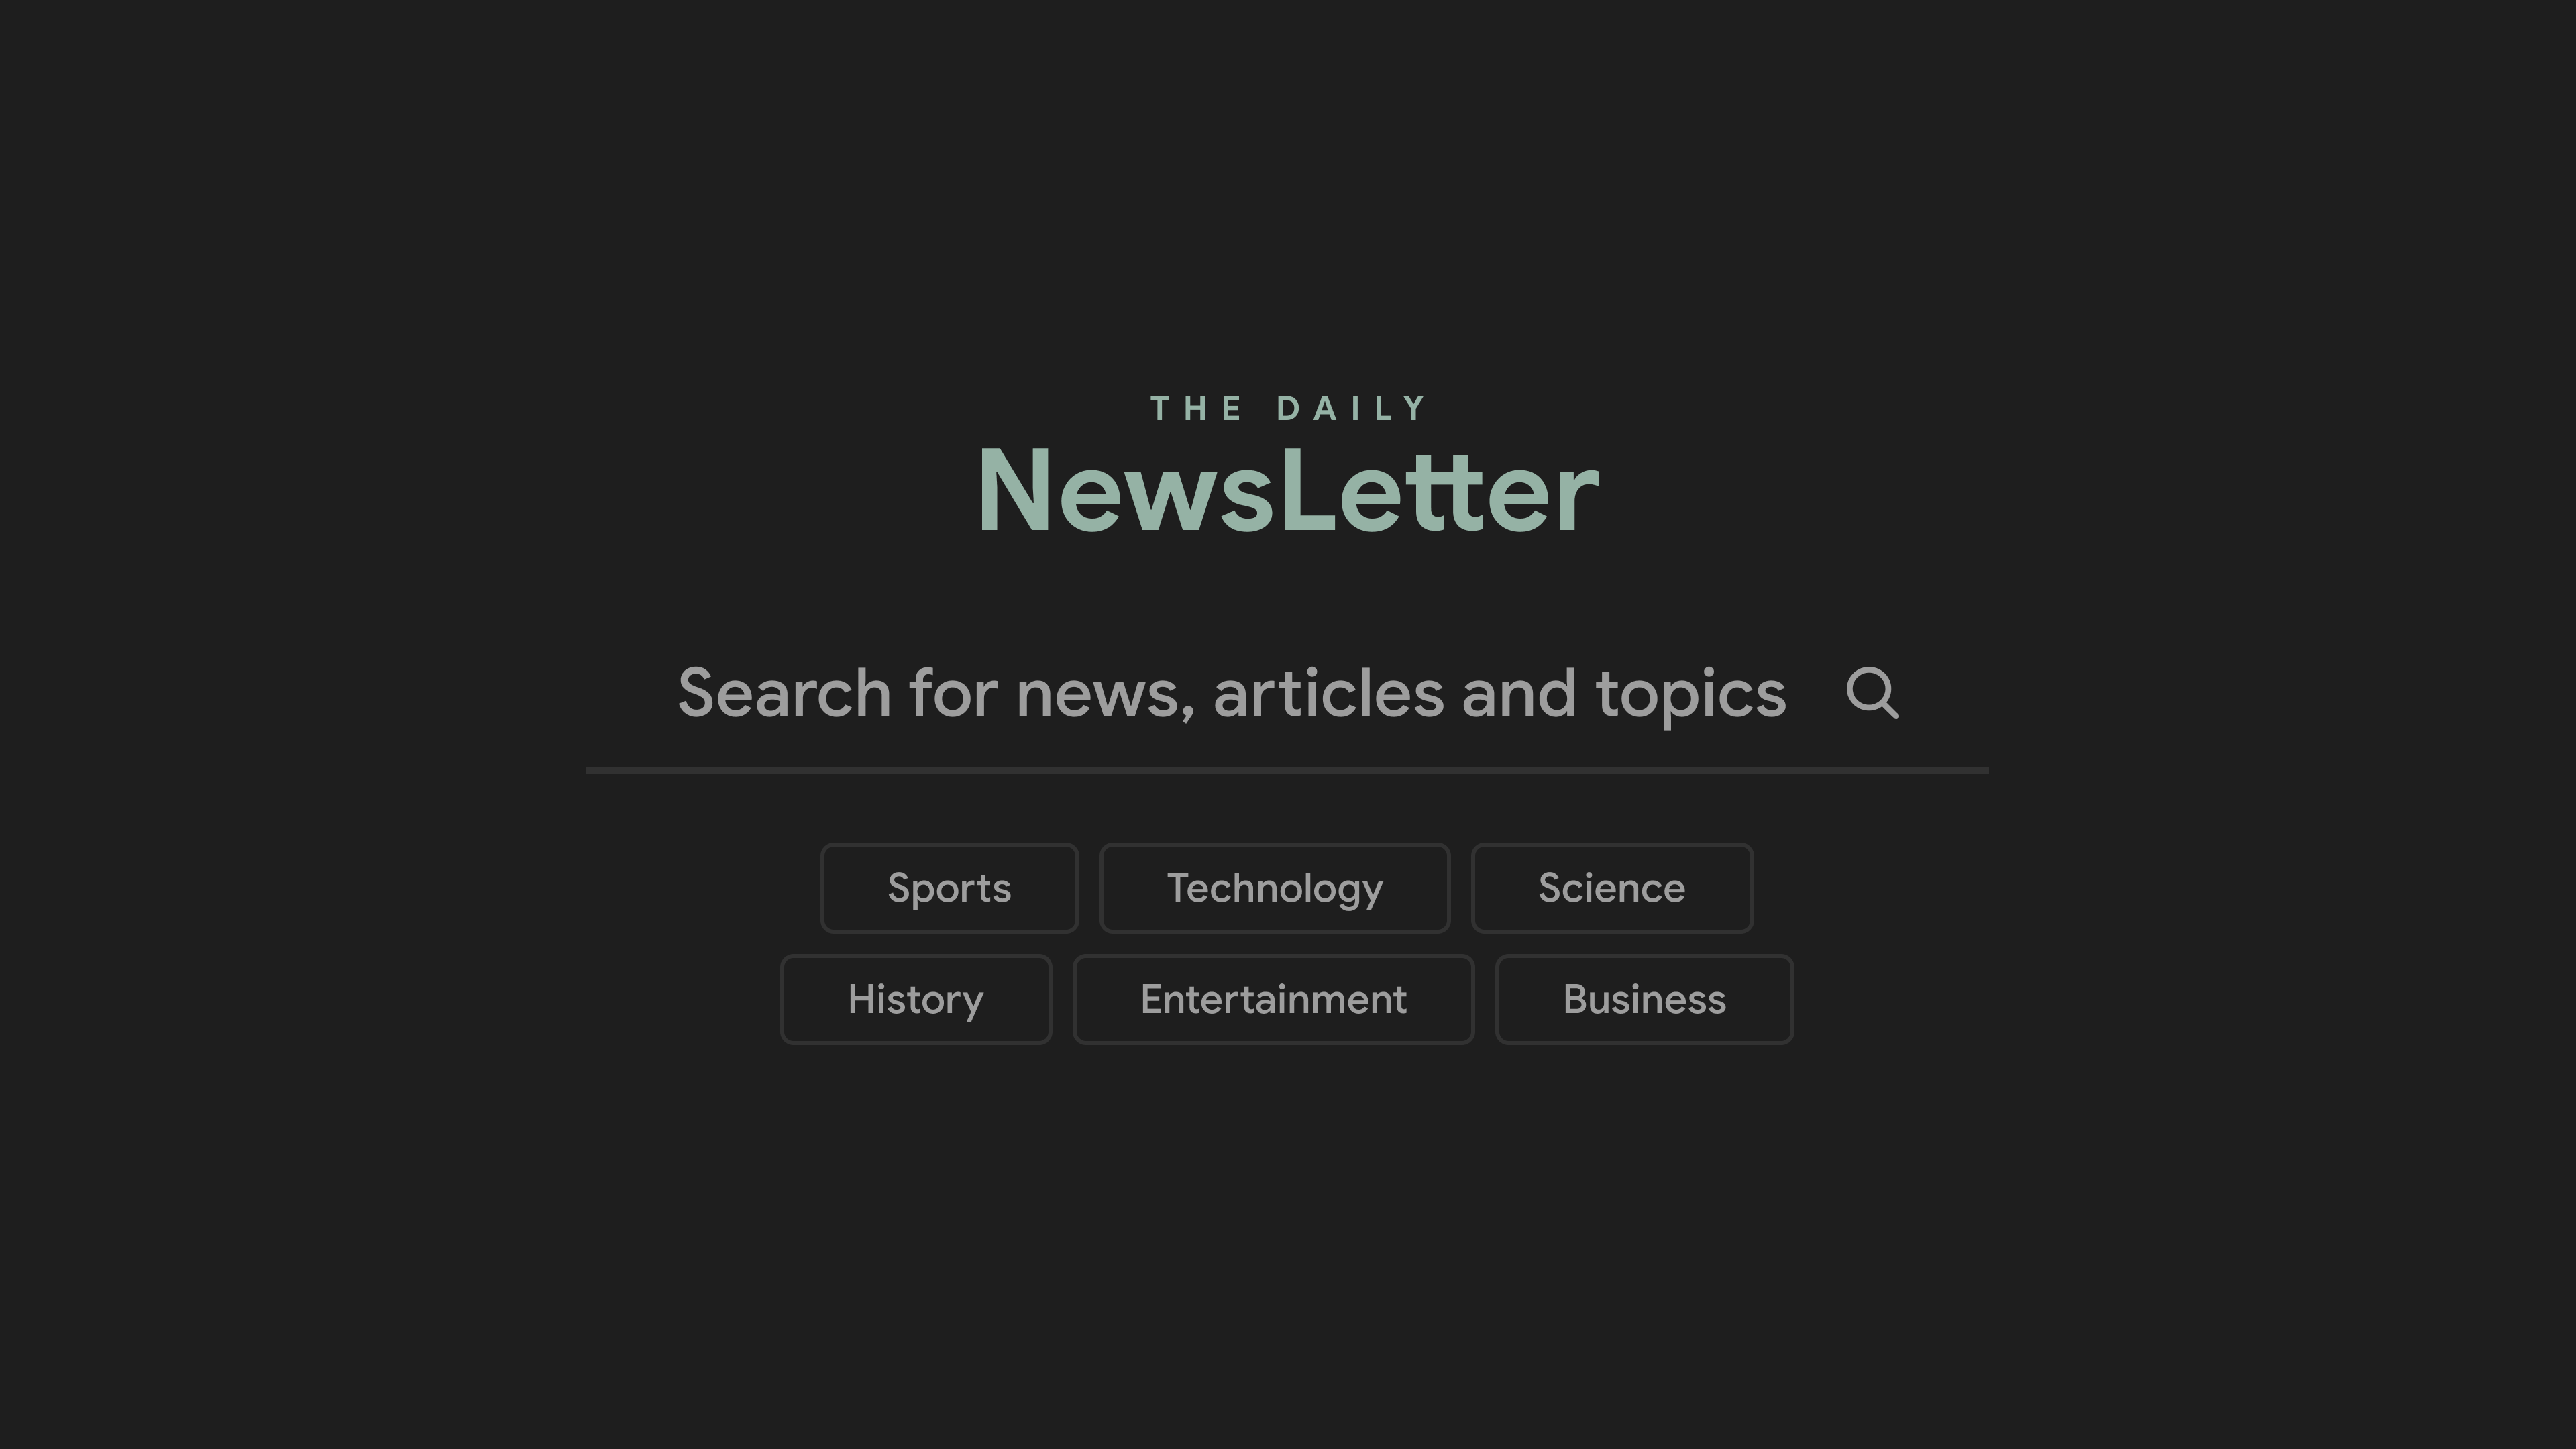 THE DAILY
NewsLetter
Search for news, articles and topics
Sports Technology Science
History Entertainment Business